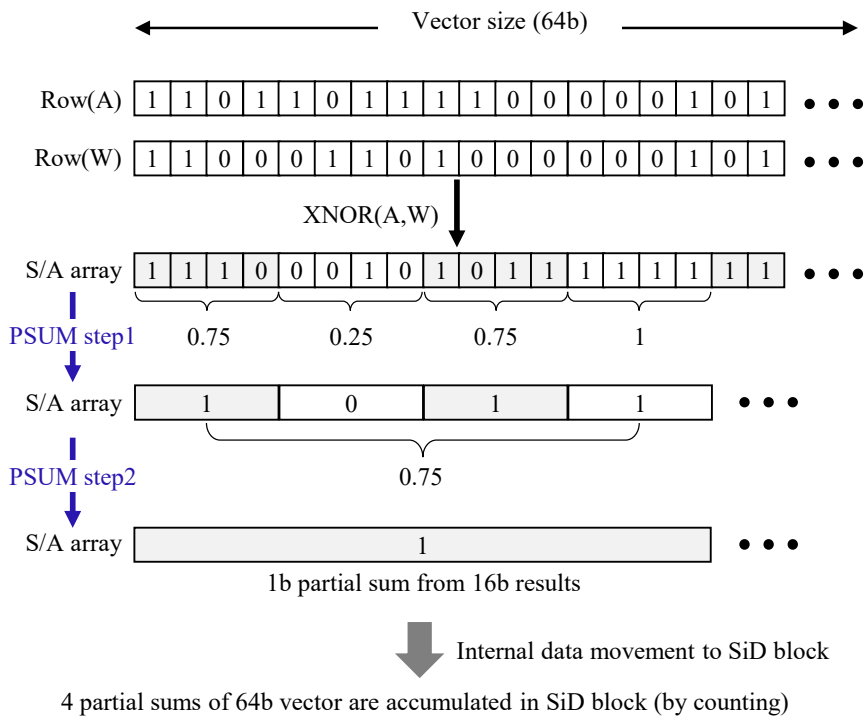 Vector size (64b)
Row(A) 1 1 0 1 1 0 1 1 1 1 0 0 0 0 0 1 0 1
Row(W) 1 1 0 0 0 1 1 0 1 0 0 0 0 0 0 1 0 1
XNOR(A,W)
S/A array 1 1 1 0 0 0 1 0 1 0 1 1 1 1 1 1 1 1
PSUM step1 0.75 0.25 0.75 1
S/A array 1 0 1 1
PSUM step2 0.75
S/A array 1
1b partial sum from 16b results
Internal data movement to SiD block
4 partial sums of 64b vector are accumulated in SiD block (by counting)